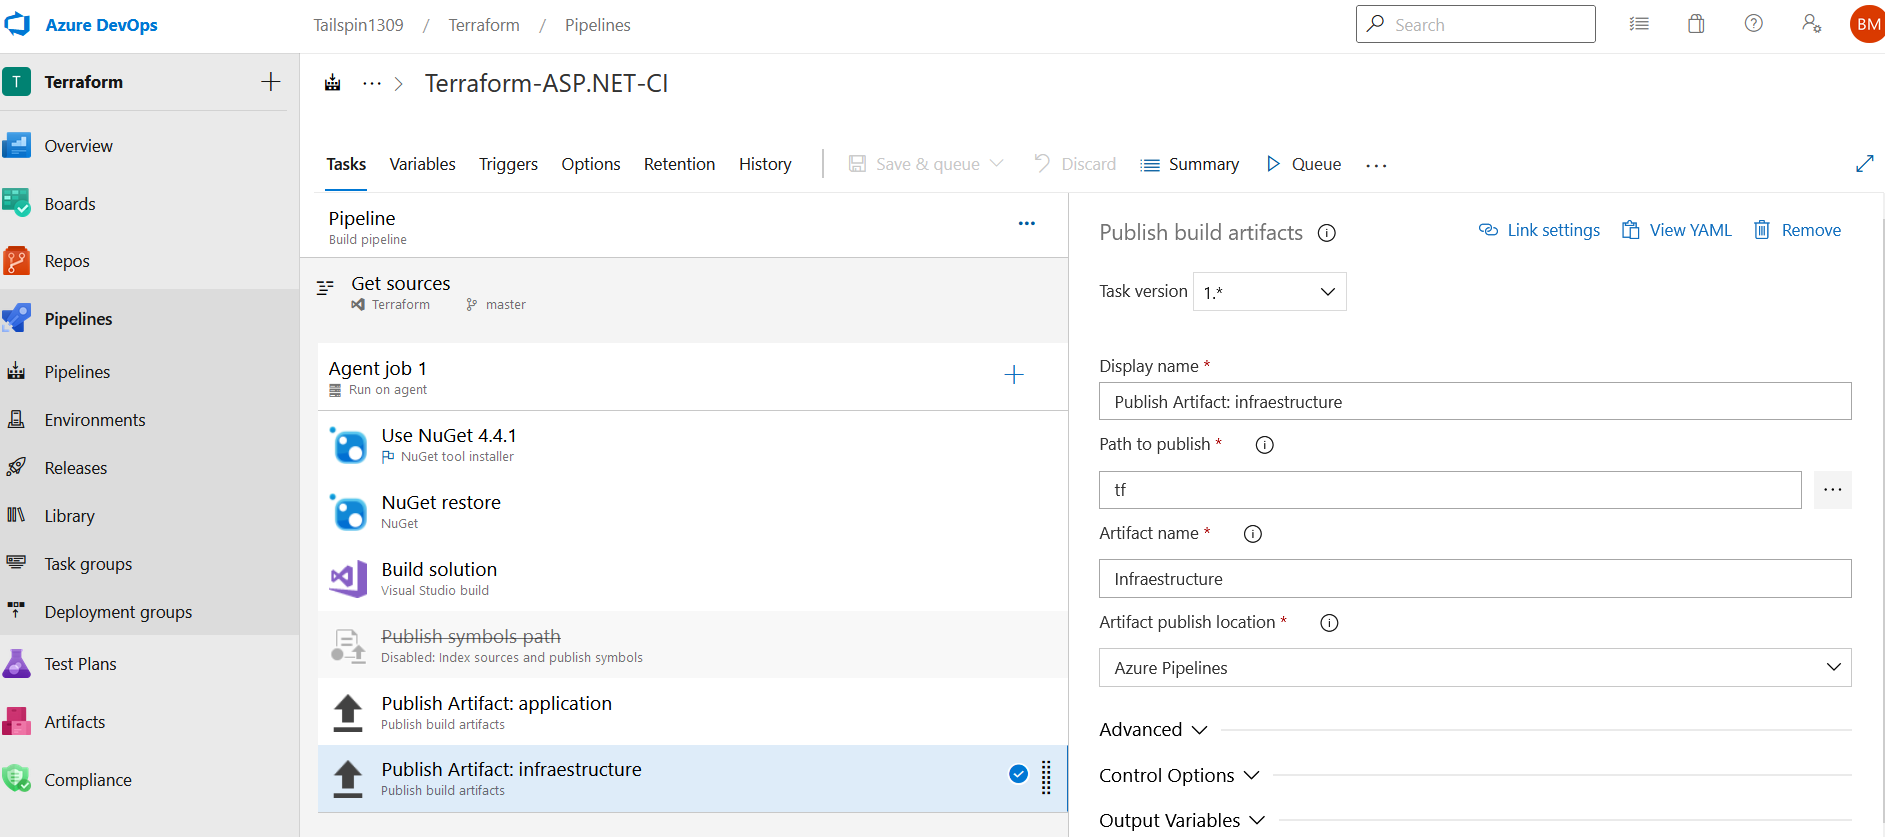 Azure DevOps
Tailspin1309 / Terraform / Pipelines
Search
BM
T Terraform
Overview
Boards
Repos
Pipelines
Pipelines
Environments
Releases
Library
Task groups
Deployment groups
Test Plans
Artifacts
Compliance
... > Terraform-ASP.NET-CI
Tasks Variables Triggers Options Retention History Save & queue Discard Summary Queue ...
Pipeline
Build pipeline
Get sources
Terraform master
Agent job 1
Run on agent
Use NuGet 4.4.1
NuGet tool installer
NuGet restore
NuGet
Build solution
Visual Studio build
Publish symbols path
Disabled: Index sources and publish symbols
Publish Artifact: application
Publish build artifacts
Publish Artifact: infraestructure
Publish build artifacts
Publish build artifacts Link settings View YAML Remove
Task version 1.*
Display name *
Publish Artifact: infraestructure
Path to publish *
tf
...
Artifact name *
Infraestructure
Artifact publish location *
Azure Pipelines
Advanced
Control Options
Output Variables